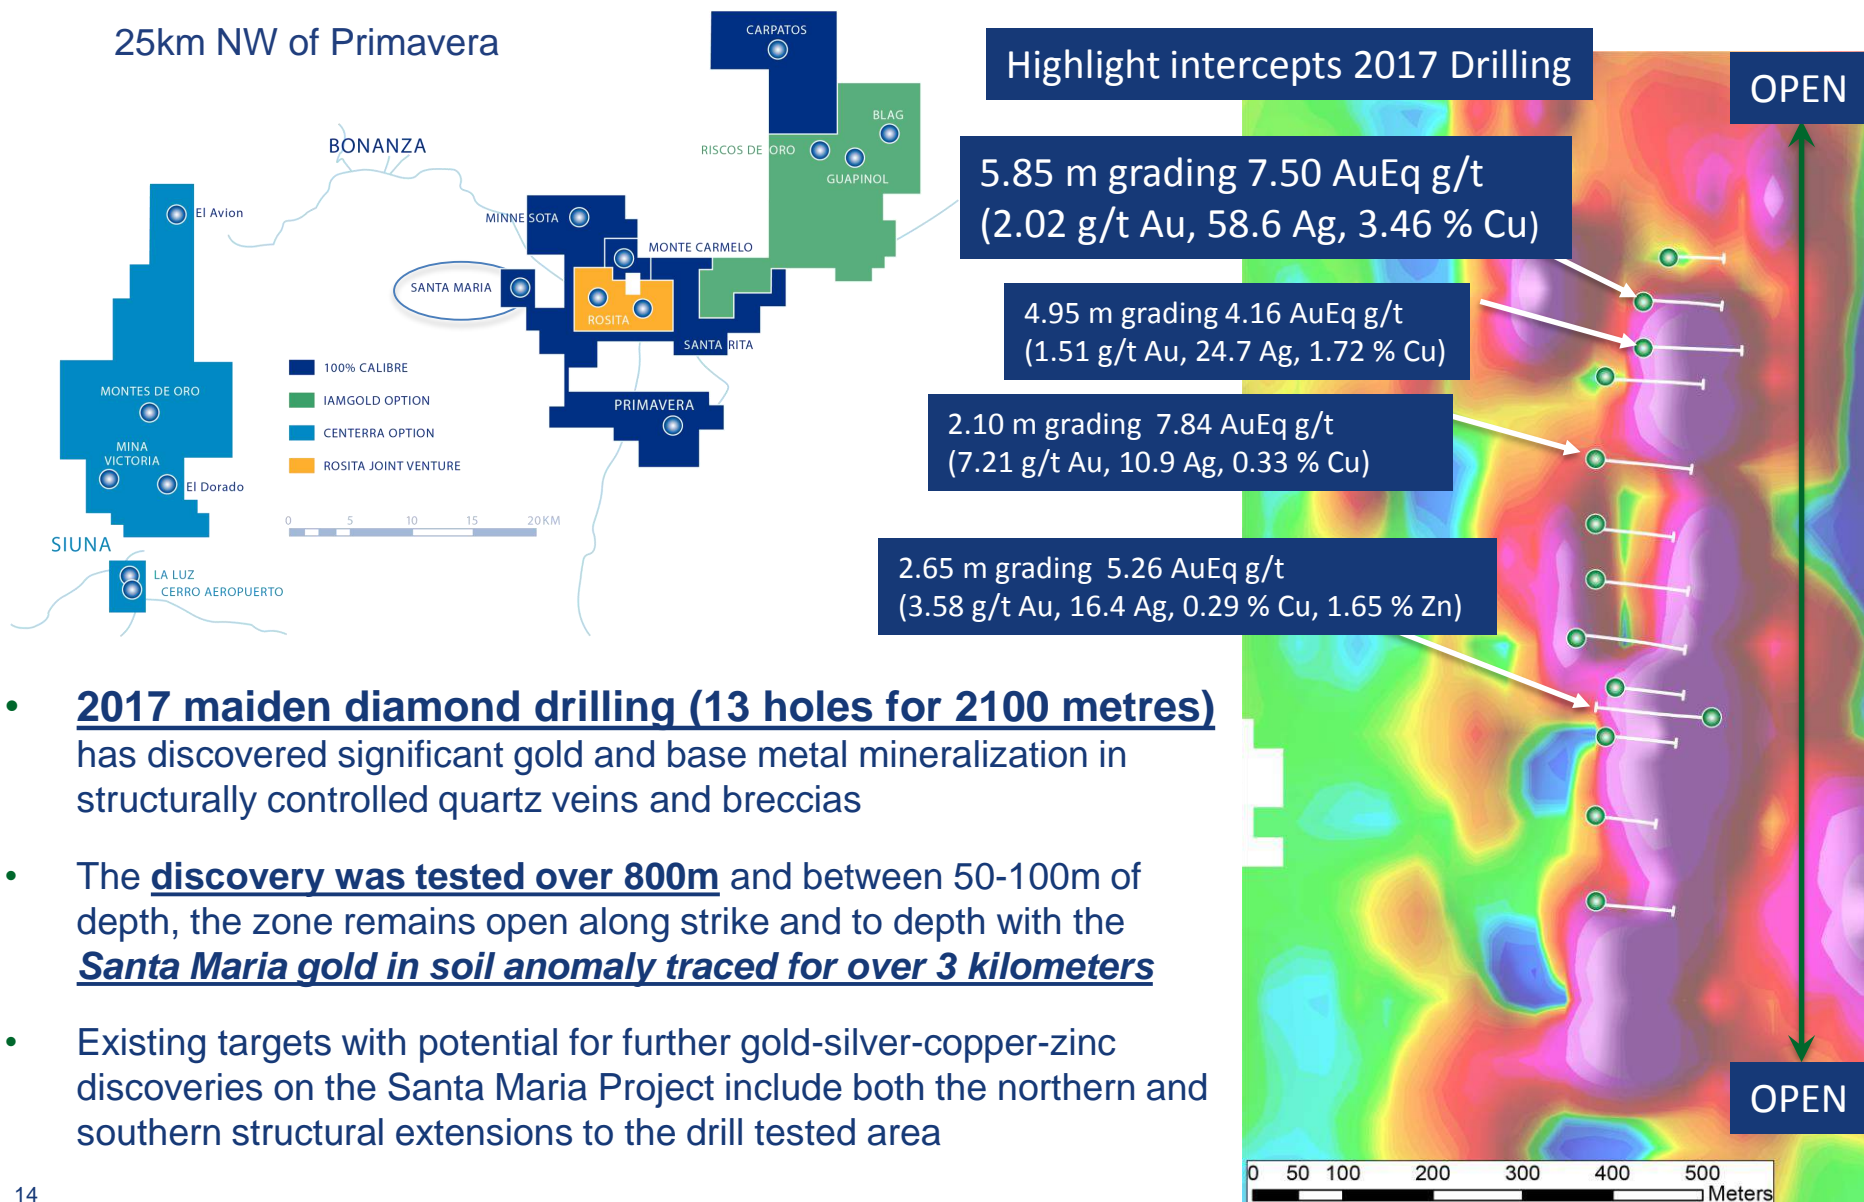 25km NW of Primavera
CARPATOS
BLAG
RISCOS DE ORO
GUAPINOL
BONANZA
El Avion
MINNESOTA
MONTE CARMELO
SANTA MARIA
ROSITA
SANTA RITA
PRIMAVERA
MONTES DE ORO
MINA
VICTORIA
El Dorado
SIUNA
LA LUZ
CERRO AEROPUERTO
100% CALIBRE
IAMGOLD OPTION
CENTERRA OPTION
ROSITA JOINT VENTURE
0 5 10 15 20KM
Highlight intercepts 2017 Drilling
OPEN
5.85 m grading 7.50 AuEq g/t
(2.02 g/t Au, 58.6 Ag, 3.46 % Cu)
4.95 m grading 4.16 AuEq g/t
(1.51 g/t Au, 24.7 Ag, 1.72 % Cu)
2.10 m grading 7.84 AuEq g/t
(7.21 g/t Au, 10.9 Ag, 0.33 % Cu)
2.65 m grading 5.26 AuEq g/t
(3.58 g/t Au, 16.4 Ag, 0.29 % Cu, 1.65 % Zn)
OPEN
0 50 100 200 300 400 500
Meters
• 2017 maiden diamond drilling (13 holes for 2100 metres)
has discovered significant gold and base metal mineralization in
structurally controlled quartz veins and breccias
• The discovery was tested over 800m and between 50-100m of
depth, the zone remains open along strike and to depth with the
Santa Maria gold in soil anomaly traced for over 3 kilometers
• Existing targets with potential for further gold-silver-copper-zinc
discoveries on the Santa Maria Project include both the northern and
southern structural extensions to the drill tested area
14